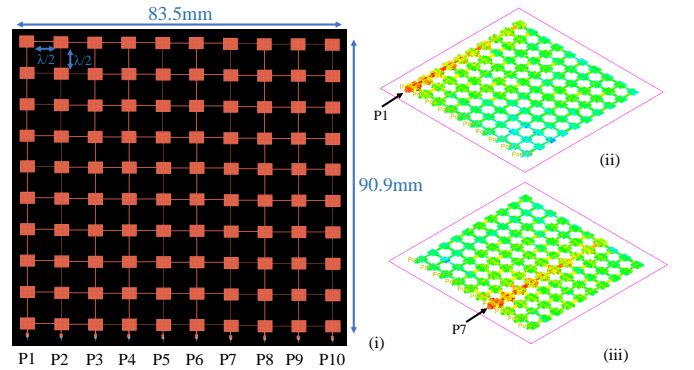 83.5mm
λ/2
λ/2
90.9mm
P1 P2 P3 P4 P5 P6 P7 P8 P9 P10
(i)
P1
(ii)
P7
(iii)